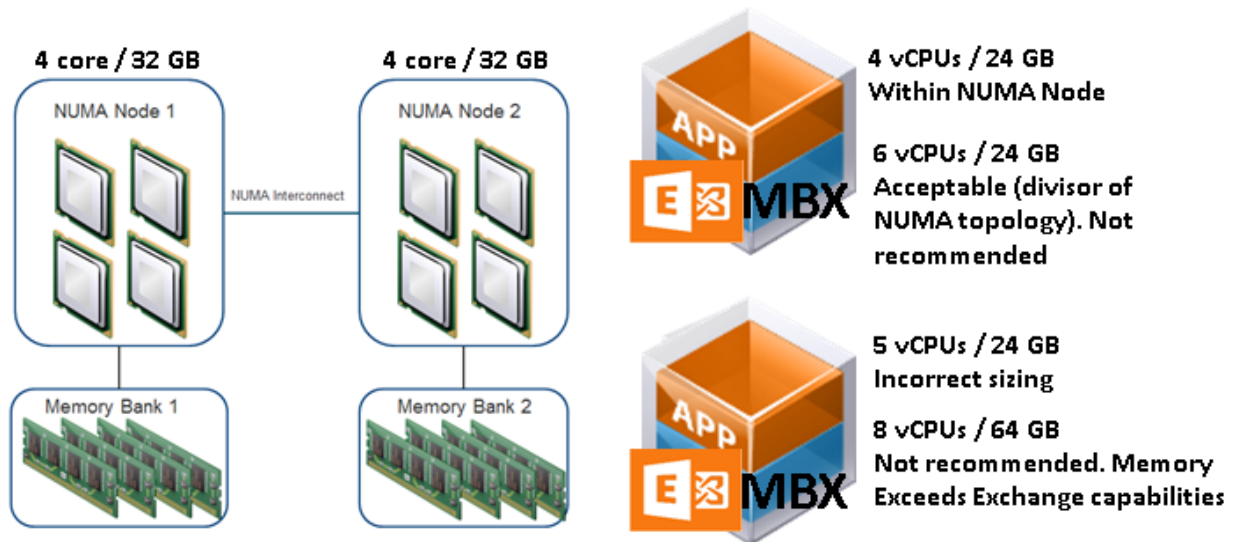 4 core / 32 GB
NUMA Node 1
NUMA Interconnect
Memory Bank 1
4 core / 32 GB
NUMA Node 2
Memory Bank 2
APP
E
MBX
4 vCPUs / 24 GB
Within NUMA Node
6 vCPUs / 24 GB
Acceptable (divisor of
NUMA topology). Not
recommended
APP
E
MBX
5 vCPUs / 24 GB
Incorrect sizing
8 vCPUs / 64 GB
Not recommended. Memory
Exceeds Exchange capabilities